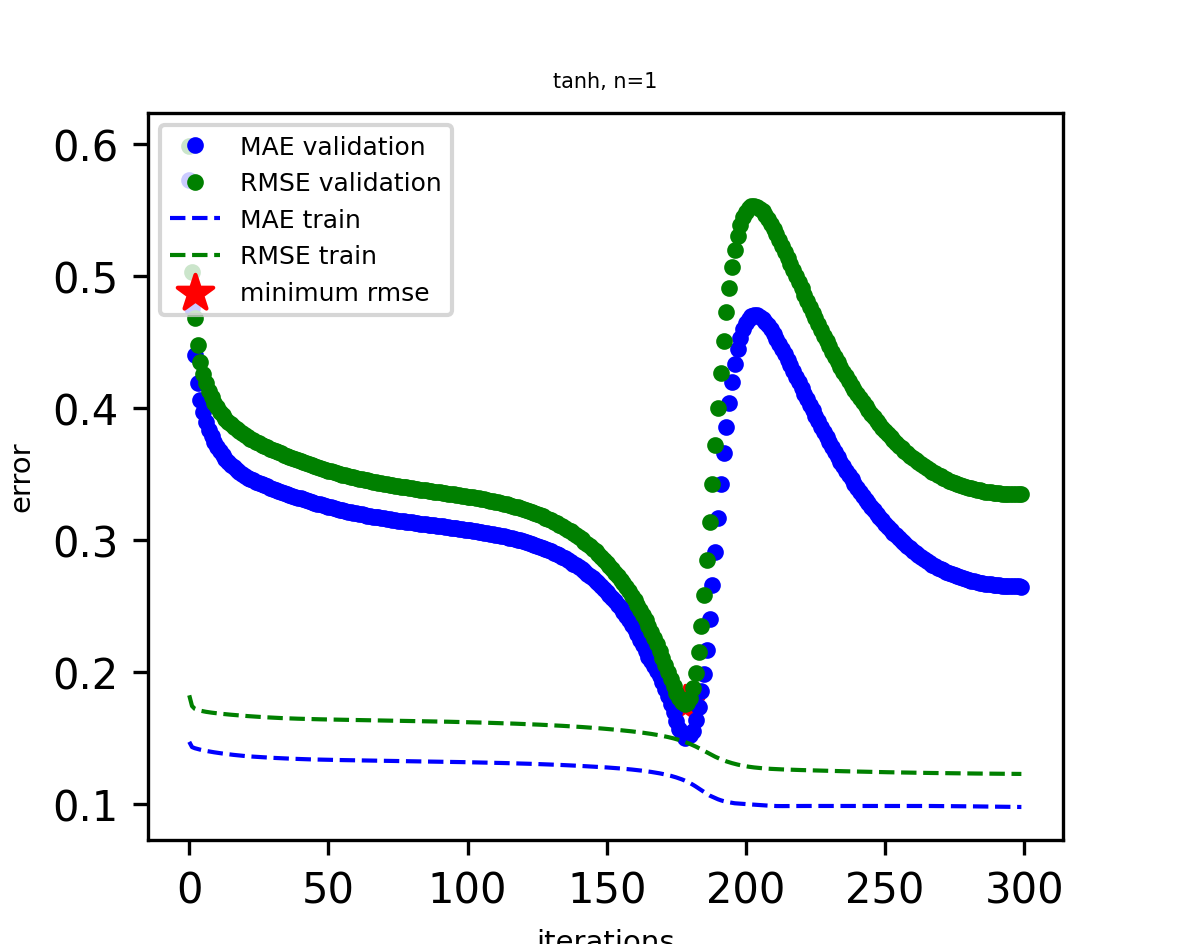 tanh, n=1
MAE validation
RMSE validation
MAE train
RMSE train
minimum rmse
error
0.6
0.5
0.4
0.3
0.2
0.1
0 50 100 150 200 250 300
iterations